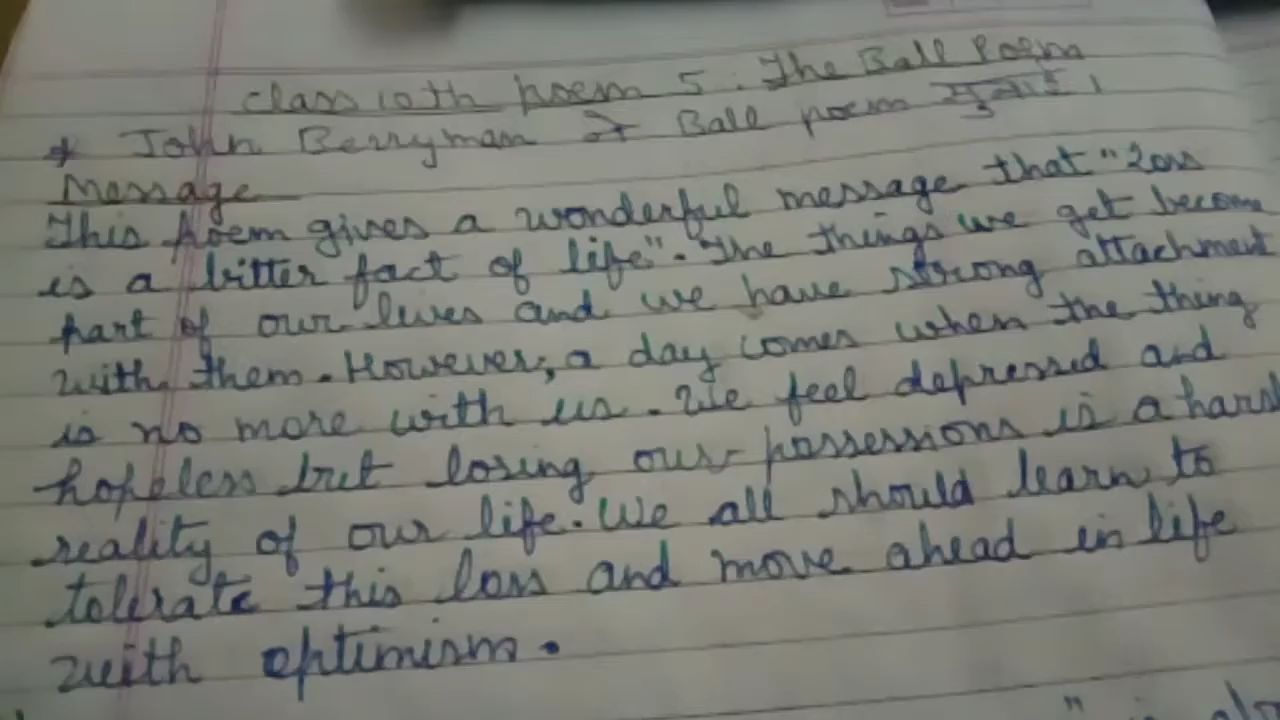 class 10th poem 5. The Ball Poem
* John Berryman ने Ball poem
Message
This Poem gives a wonderful message that "Loss
is a bitter fact of life". The things we get become
part of our lives and we have strong attachment
with them. However, a day comes when the thing
is no more with us. We feel depressed and
hopeless but losing our possessions is a harsh
reality of our life. We all should learn to
tolerate this loss and move ahead in life
with optimism.